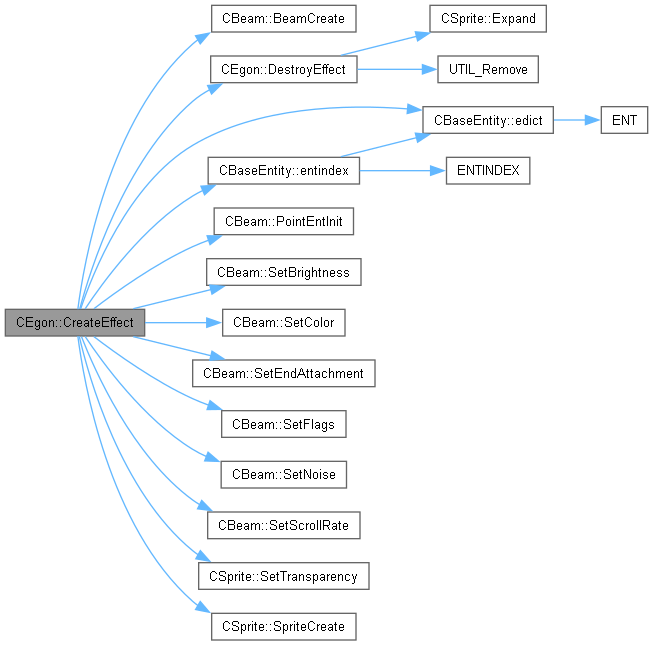 CBeam::BeamCreate
CSprite::Expand
CEgon::DestroyEffect
UTIL_Remove
CBaseEntity::edict
ENT
CBaseEntity::entindex
ENTINDEX
CBeam::PointEntInit
CBeam::SetBrightness
CEgon::CreateEffect
CBeam::SetColor
CBeam::SetEndAttachment
CBeam::SetFlags
CBeam::SetNoise
CBeam::SetScrollRate
CSprite::SetTransparency
CSprite::SpriteCreate